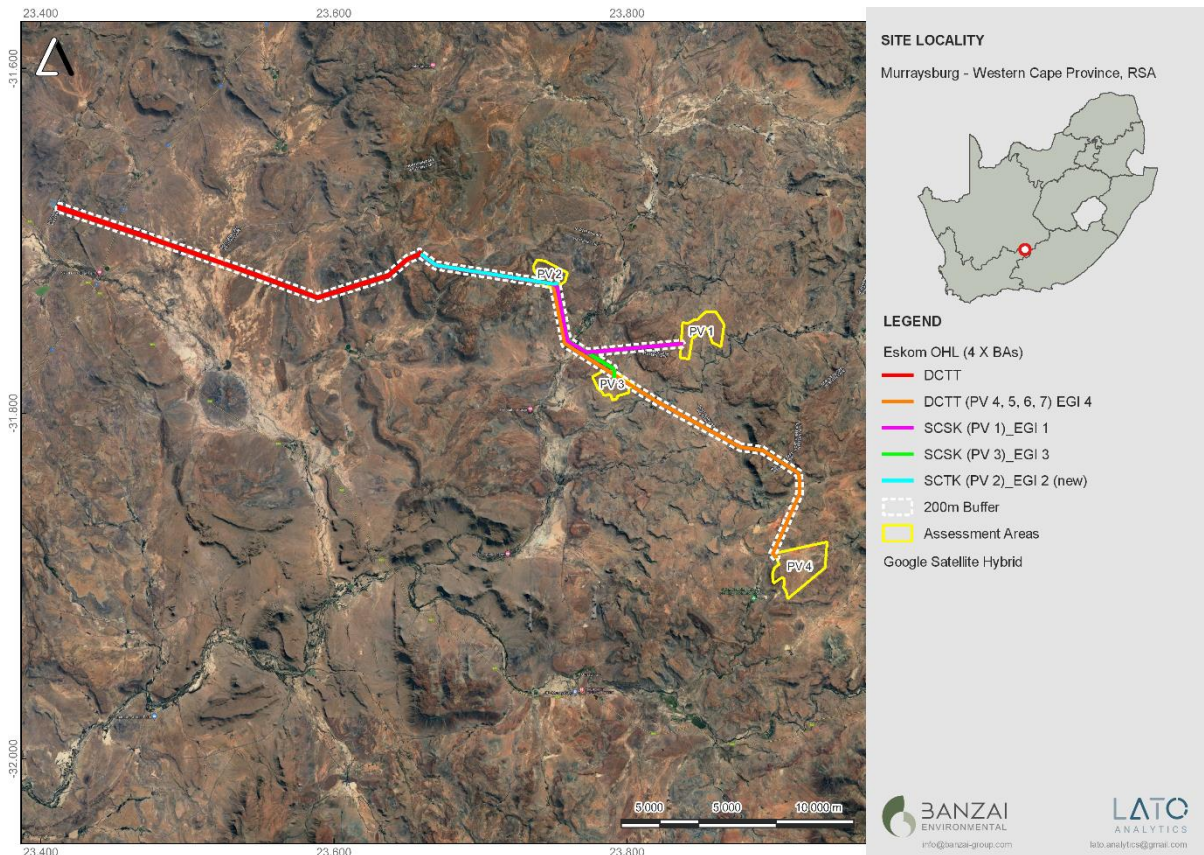 23.400 23.600 23.800
-31.600
-31.800
-32.000
PV 2
PV 1
PV 3
PV 4
5 000 5 000 10 000 m
23.400 23.600 23.800
SITE LOCALITY
Murraysburg - Western Cape Province, RSA
LEGEND
Eskom OHL (4 X BAs)
DCTT
DCTT (PV 4, 5, 6, 7) EGI 4
SCSK (PV 1)_EGI 1
SCSK (PV 3)_EGI 3
SCTK (PV 2)_EGI 2 (new)
200m Buffer
Assessment Areas
Google Satellite Hybrid
BANZAI
ENVIRONMENTAL
info@banzai-group.com
LATO
ANALYTICS
lato.analytics@gmail.com